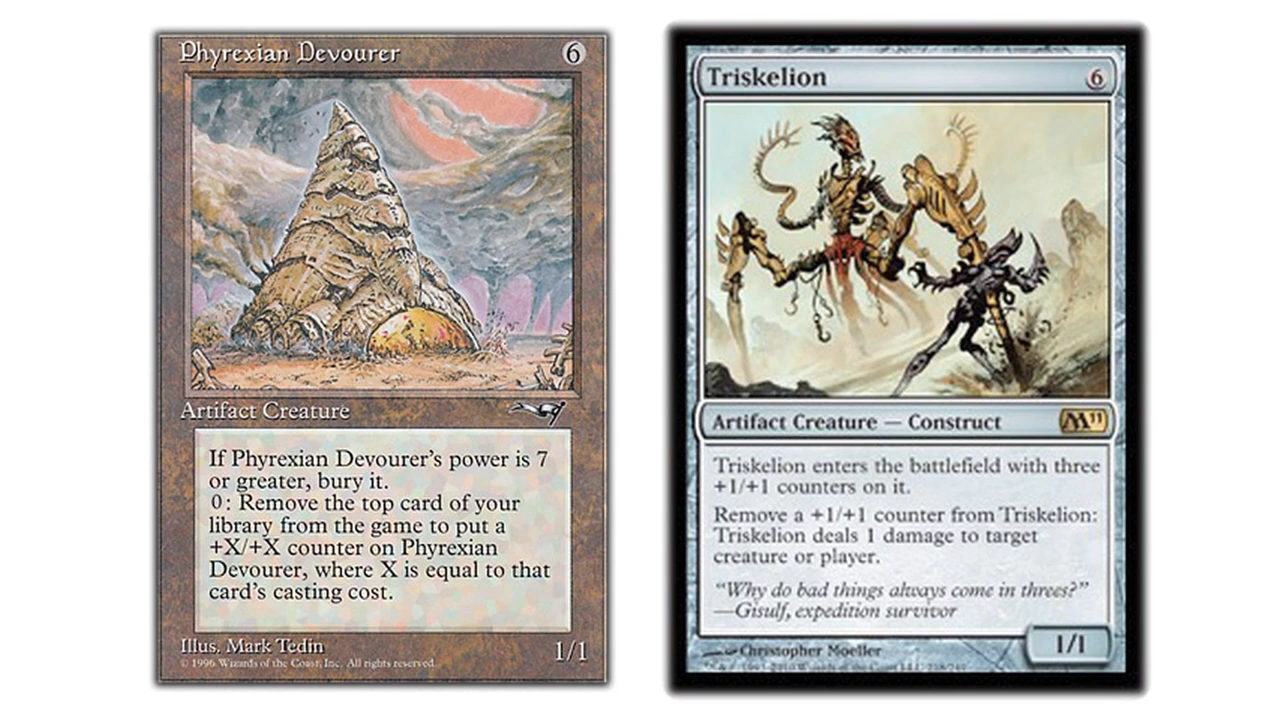 Phyrexian Devourer 6
Artifact Creature
If Phyrexian Devourer's power is 7
or greater, bury it.
0: Remove the top card of your
library from the game to put a
+X/+X counter on Phyrexian
Devourer, where X is equal to that
card's casting cost.
Illus. Mark Tedin
1/1
© 1996 Wizards of the Coast, Inc. All rights reserved.
Triskelion 6
Artifact Creature — Construct M11
Triskelion enters the battlefield with three
+1/+1 counters on it.
Remove a +1/+1 counter from Triskelion:
Triskelion deals 1 damage to target
creature or player.
"Why do bad things always come in threes?"
—Gisulf, expedition survivor
1/1
Christopher Moeller
Wizards of the Coast LLC